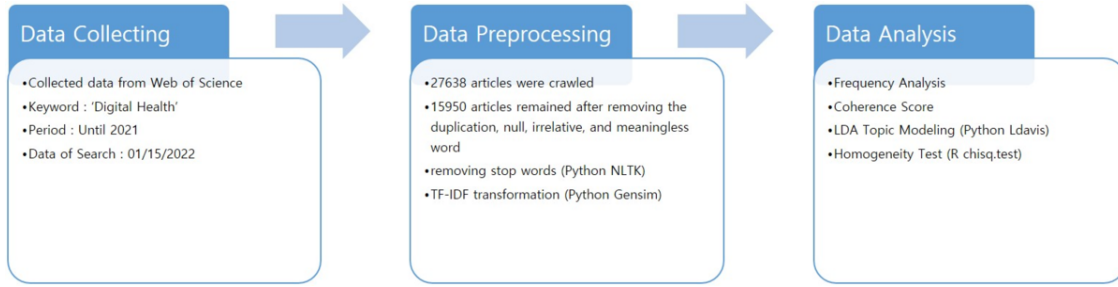 Data Collecting
•Collected data from Web of Science
•Keyword : 'Digital Health'
•Period : Until 2021
•Data of Search : 01/15/2022
Data Preprocessing
•27638 articles were crawled
•15950 articles remained after removing the
duplication, null, irrelative, and meaningless
word
•removing stop words (Python NLTK)
•TF-IDF transformation (Python Gensim)
Data Analysis
•Frequency Analysis
•Coherence Score
•LDA Topic Modeling (Python Ldavis)
•Homogeneity Test (R chisq.test)